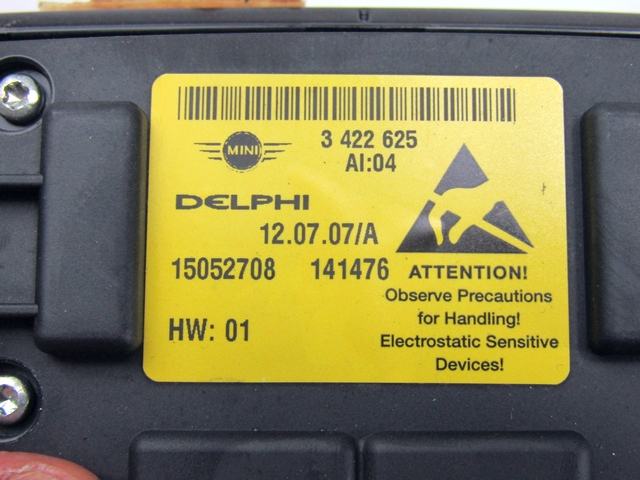 3 422 625
MINI
AI:04
DELPHI
12.07.07/A
15052708 141476
ATTENTION!
Observe Precautions
for Handling!
HW: 01
Electrostatic Sensitive
Devices!